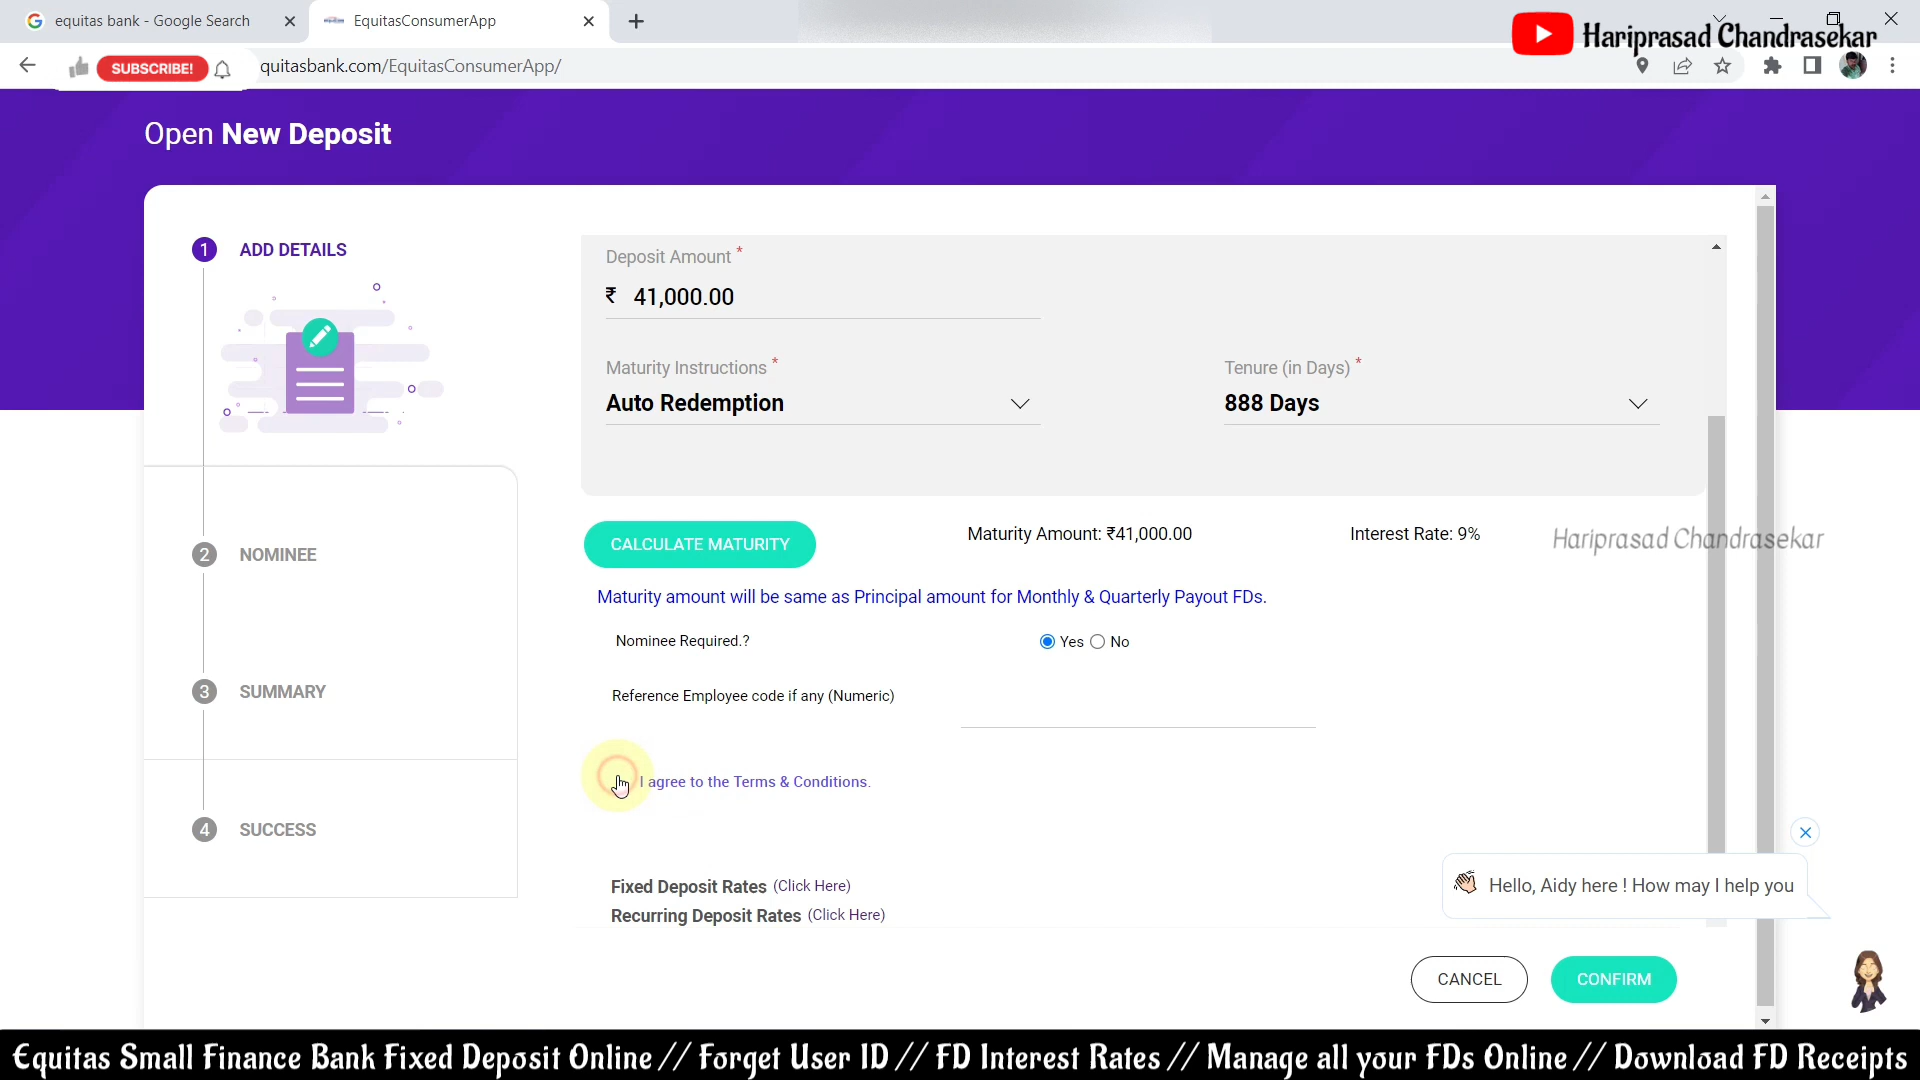 equitas bank - Google Search
EquitasConsumerApp
Hariprasad Chandrasekar
SUBSCRIBE!
quitasbank.com/EquitasConsumerApp/
Open New Deposit
1 ADD DETAILS
2 NOMINEE
3 SUMMARY
4 SUCCESS
Deposit Amount *
₹ 41,000.00
Maturity Instructions * Tenure (in Days) *
Auto Redemption 888 Days
CALCULATE MATURITY Maturity Amount: ₹41,000.00 Interest Rate: 9%
Hariprasad Chandrasekar
Maturity amount will be same as Principal amount for Monthly & Quarterly Payout FDs.
Nominee Required.? Yes No
Reference Employee code if any (Numeric)
I agree to the Terms & Conditions.
Fixed Deposit Rates (Click Here)
Recurring Deposit Rates (Click Here)
Hello, Aidy here ! How may I help you
CANCEL CONFIRM
Equitas Small Finance Bank Fixed Deposit Online // Forget User ID // FD Interest Rates // Manage all your FDs Online // Download FD Receipts